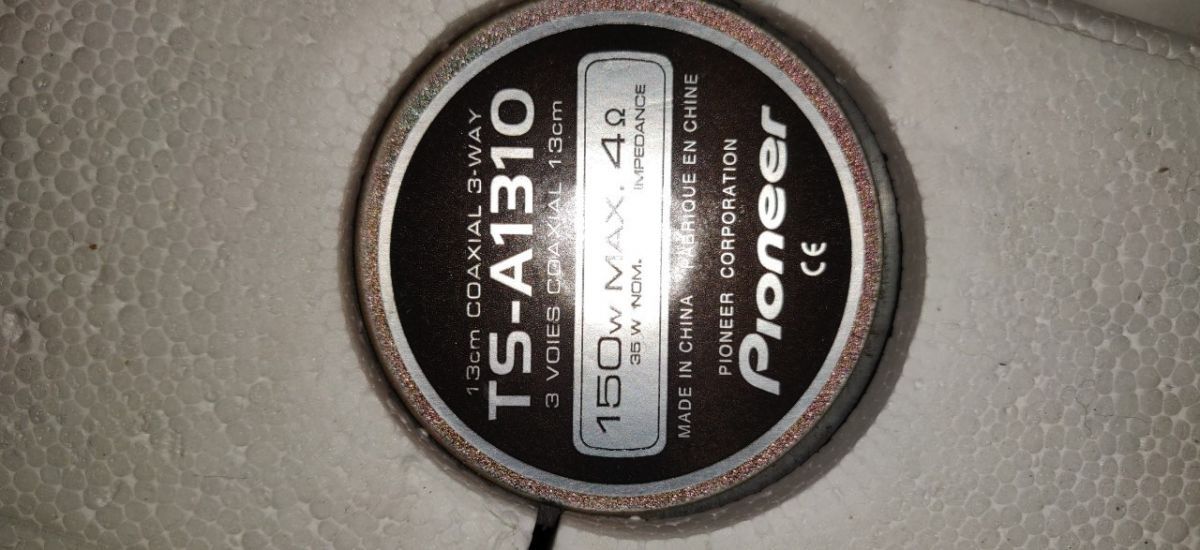 13cm COAXIAL 3-WAY
TS-A1310
3 VOIES COAXIAL 13cm
150W MAX. 4Ω
35W NOM. IMPEDANCE
MADE IN CHINA FABRIQUE EN CHINE
PIONEER CORPORATION
Pioneer
CE